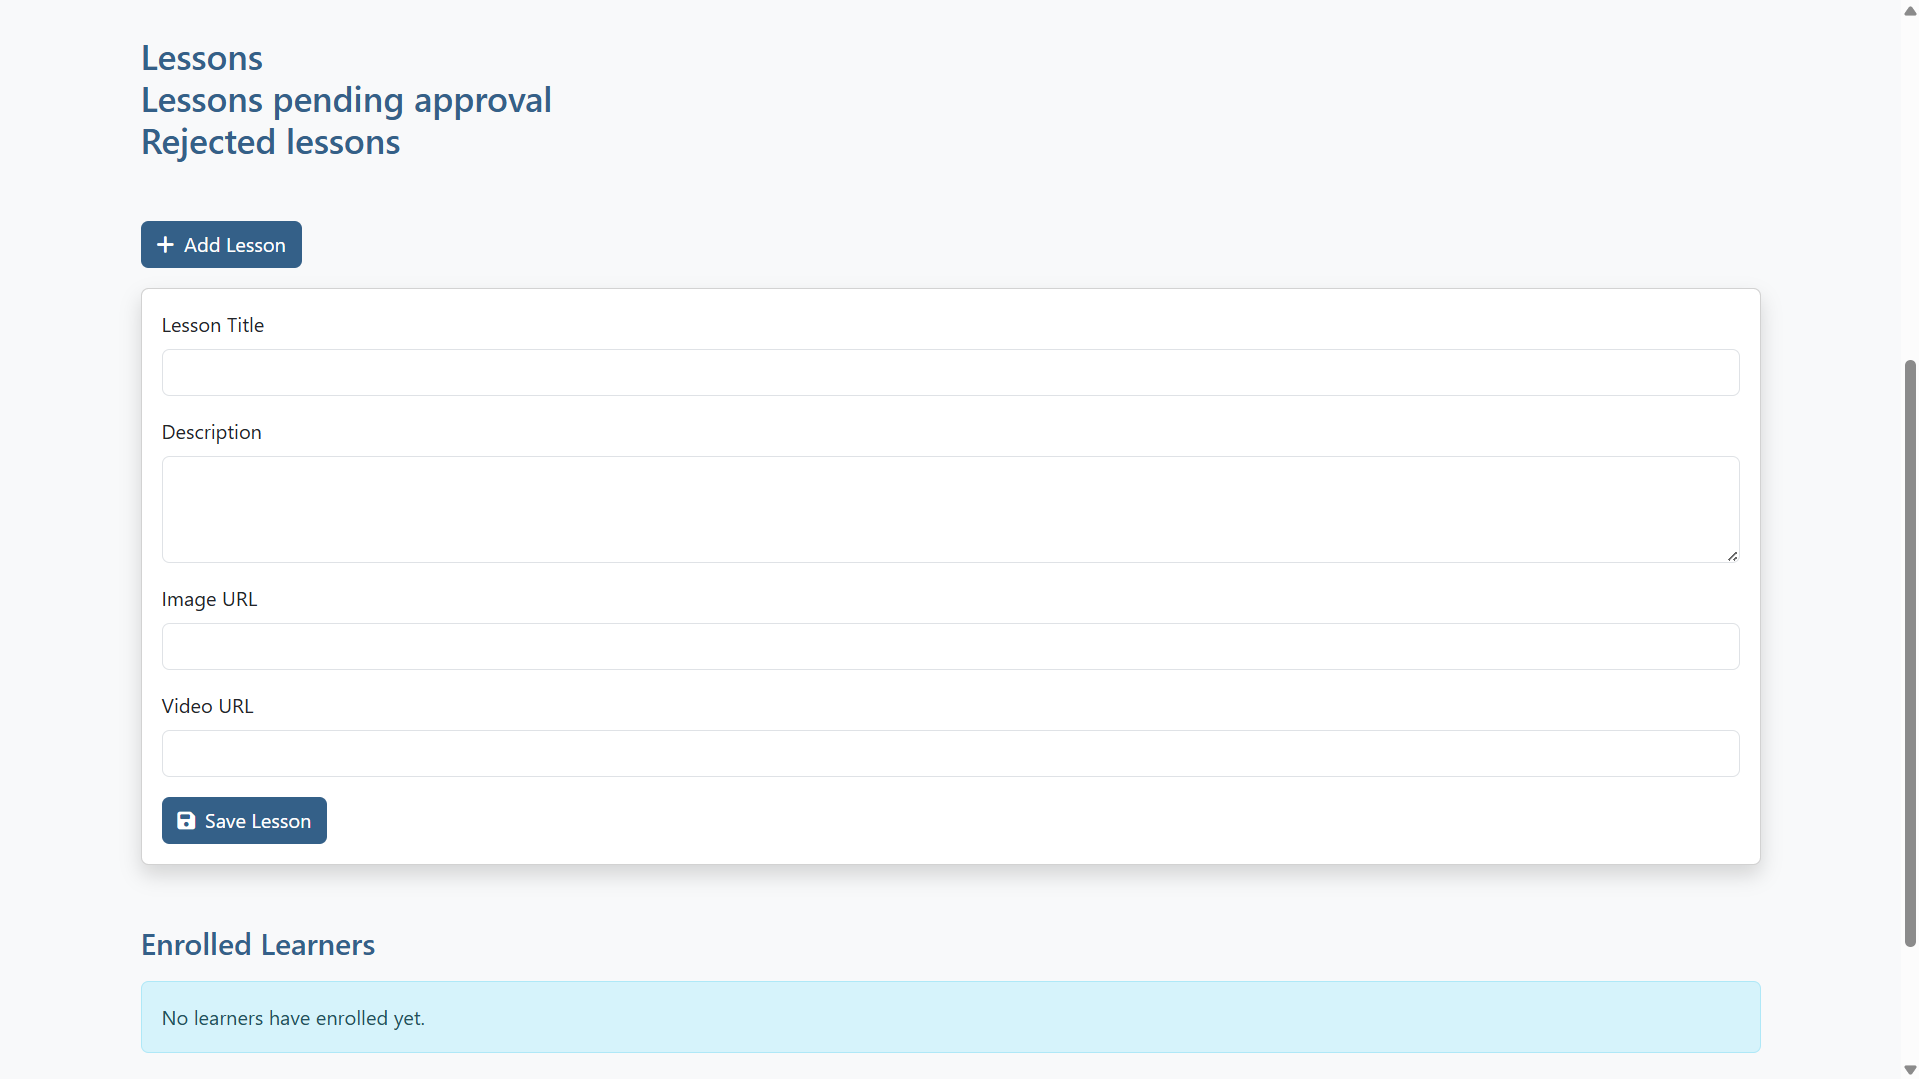 Lessons
Lessons pending approval
Rejected lessons
Add Lesson
Lesson Title
Description
Image URL
Video URL
Save Lesson
Enrolled Learners
No learners have enrolled yet.